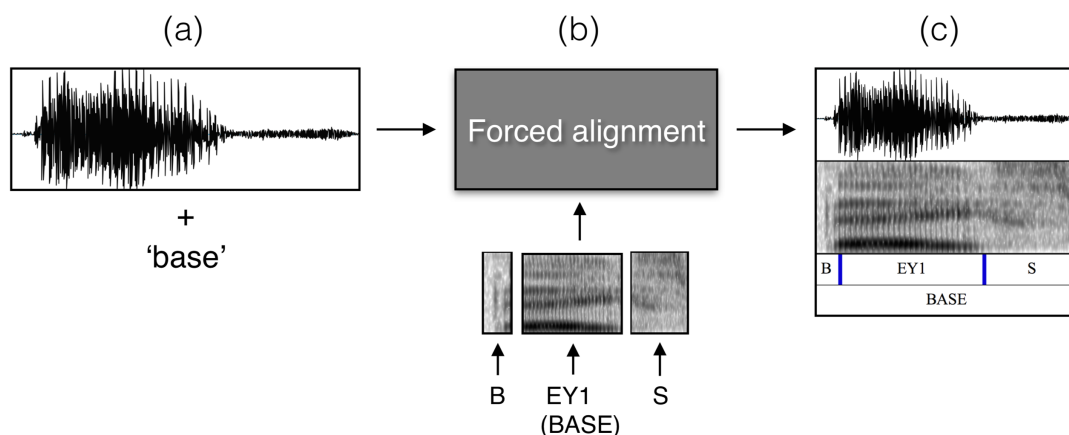 (a)
(b)
(c)
Forced alignment
+
‘base’
B
EY1
S
BASE
B
EY1
S
(BASE)